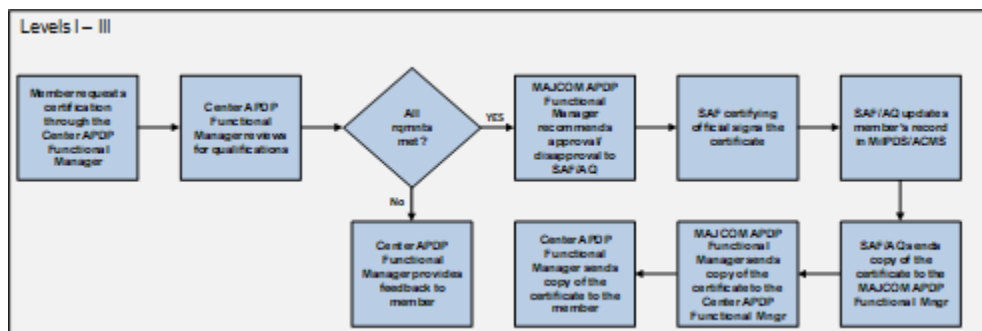 Levels I – III
Member requests
certification
through the
Center APDP
Functional
Manager
Center APDP
Functional
Manager reviews
for qualifications
All
rqmnts
met?
YES
MAJCOM APDP
Functional
Manager
recommends
approval/
disapproval to
SAF/AQ
SAF certifying
official signs the
certificate
SAF/AQ updates
member's record
in MilPDS/ACMS
No
Center APDP
Functional
Manager provides
feedback to
member
Center APDP
Functional
Manager sends
copy of the
certificate to the
member
MAJCOM APDP
Functional
Manager sends
copy of the
certificate to the
Center APDP
Functional Mngr
SAF/AQ sends
copy of the
certificate to the
MAJCOM APDP
Functional Mngr